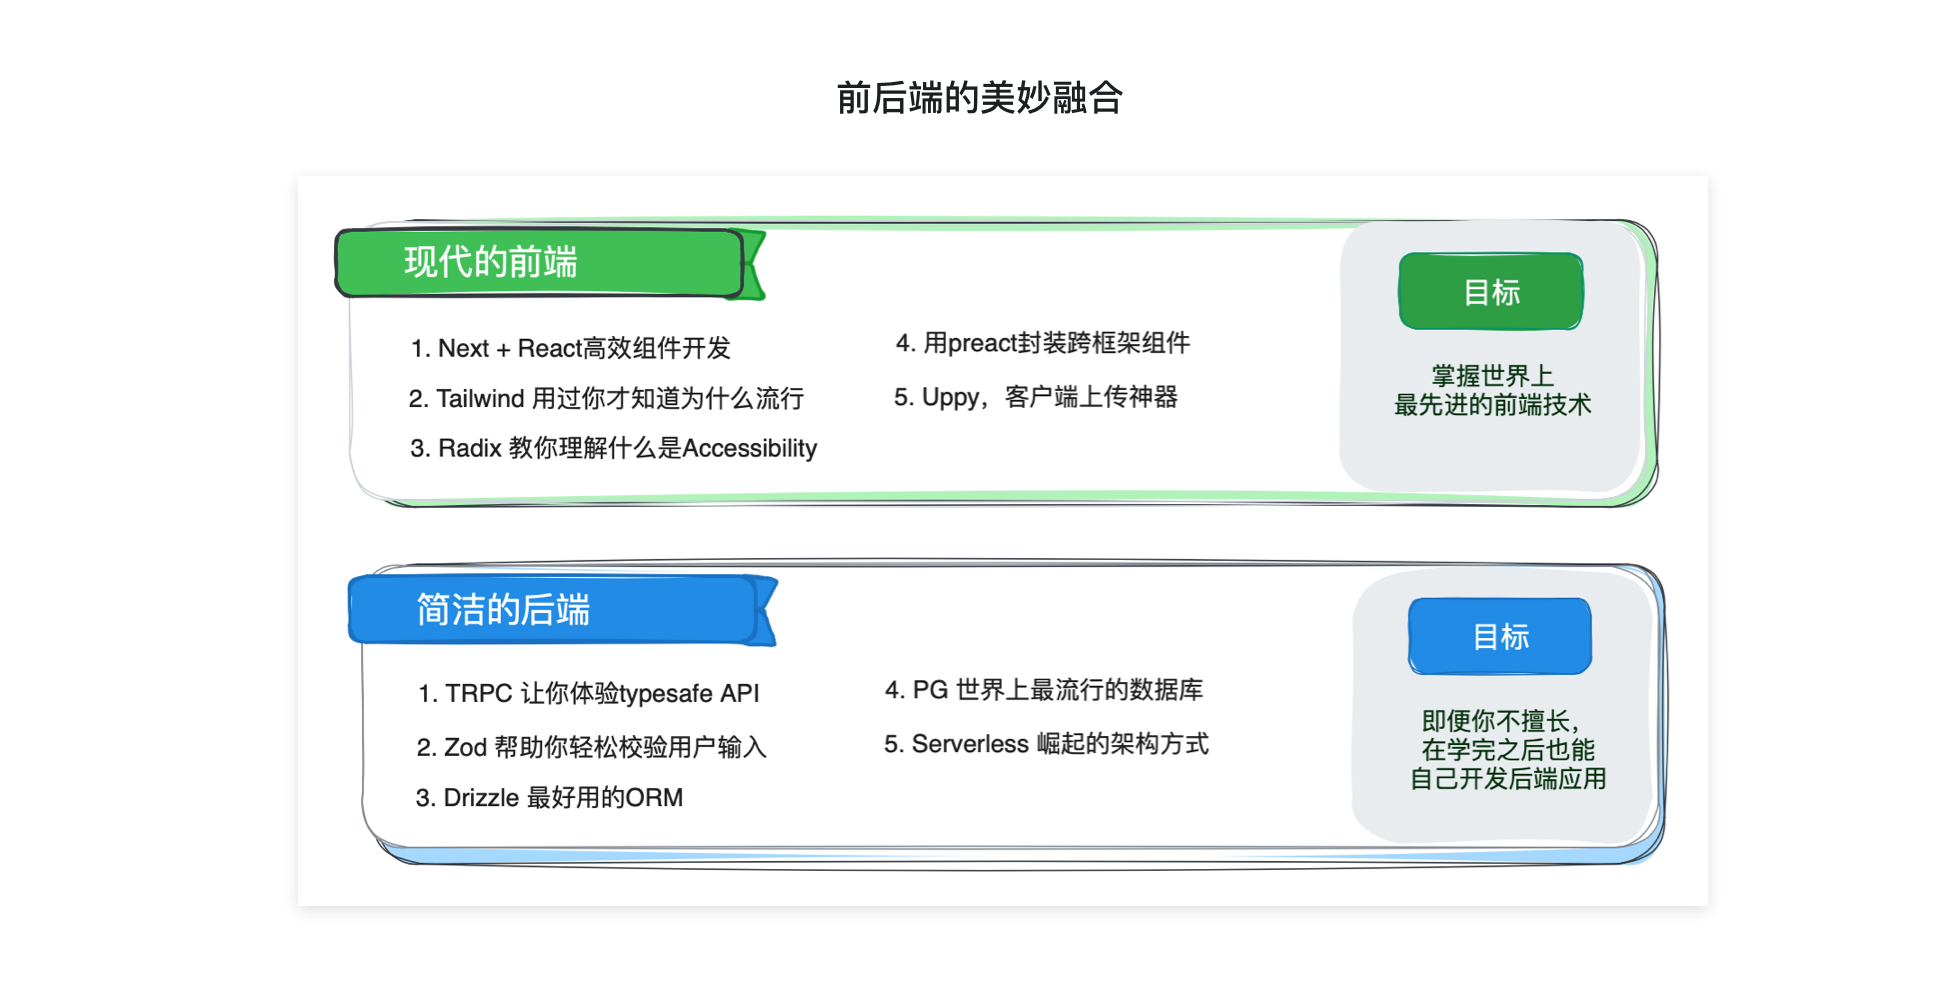 前后端的美妙融合
现代的前端
1. Next + React高效组件开发
2. Tailwind 用过你才知道为什么流行
3. Radix 教你理解什么是Accessibility
4. 用preact封装跨框架组件
5. Uppy，客户端上传神器
目标
掌握世界上
最先进的前端技术
简洁的后端
1. TRPC 让你体验typesafe API
2. Zod 帮助你轻松校验用户输入
3. Drizzle 最好用的ORM
4. PG 世界上最流行的数据库
5. Serverless 崛起的架构方式
目标
即便你不擅长，
在学完之后也能
自己开发后端应用